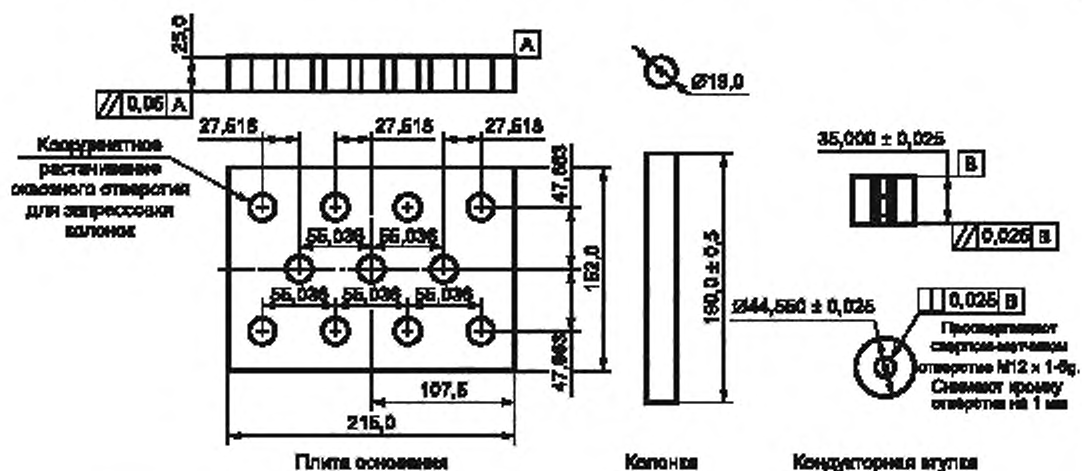 25,0
A
// 0,05 A
27,518 27,518 27,518
Координатное
растачивание
сквозного отверстия
для запрессовки
колонок
47,663
55,036 55,036
152,0
55,036 55,036 55,036
47,663
107,5
215,0
Плита основания
Ø19,0
180,0 ± 0,5
Колонка
35,000 ± 0,025
B
// 0,025 B
Ø44,550 ± 0,025
0,025 B
Просверливают
сверлом-метчиком
отверстие М12 x 1-6g.
Снимают кромку
отверстия на 1 мм
Кондукторная втулка